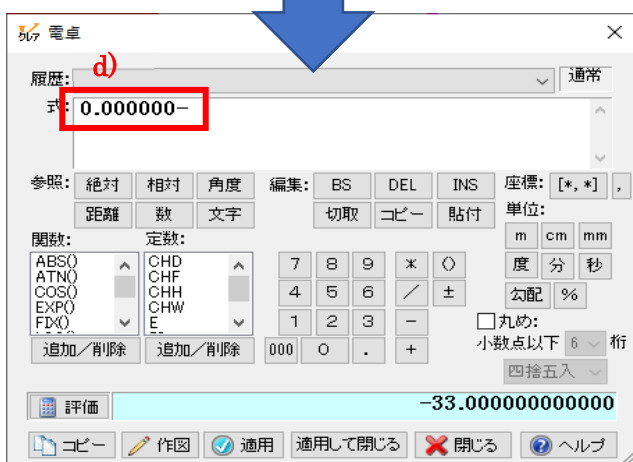 電卓
d)
履歴: 通常
式: 0.000000-
参照: 絶対 相対 角度 編集: BS DEL INS 座標: [*,*] ,
距離 数 文字 切取 コピー 貼付 単位:
関数: 定数: m cm mm
ABS() CHD 7 8 9 * () 度 分 秒
ATN() CHF
COS() CHH 4 5 6 / ± 勾配 %
EXP() CHW
FIX() E 1 2 3 - 丸め:
追加/削除 追加/削除 000 0 . + 小数点以下 6 桁
四捨五入
評価 -33.000000000000
コピー 作図 適用 適用して閉じる 閉じる ヘルプ